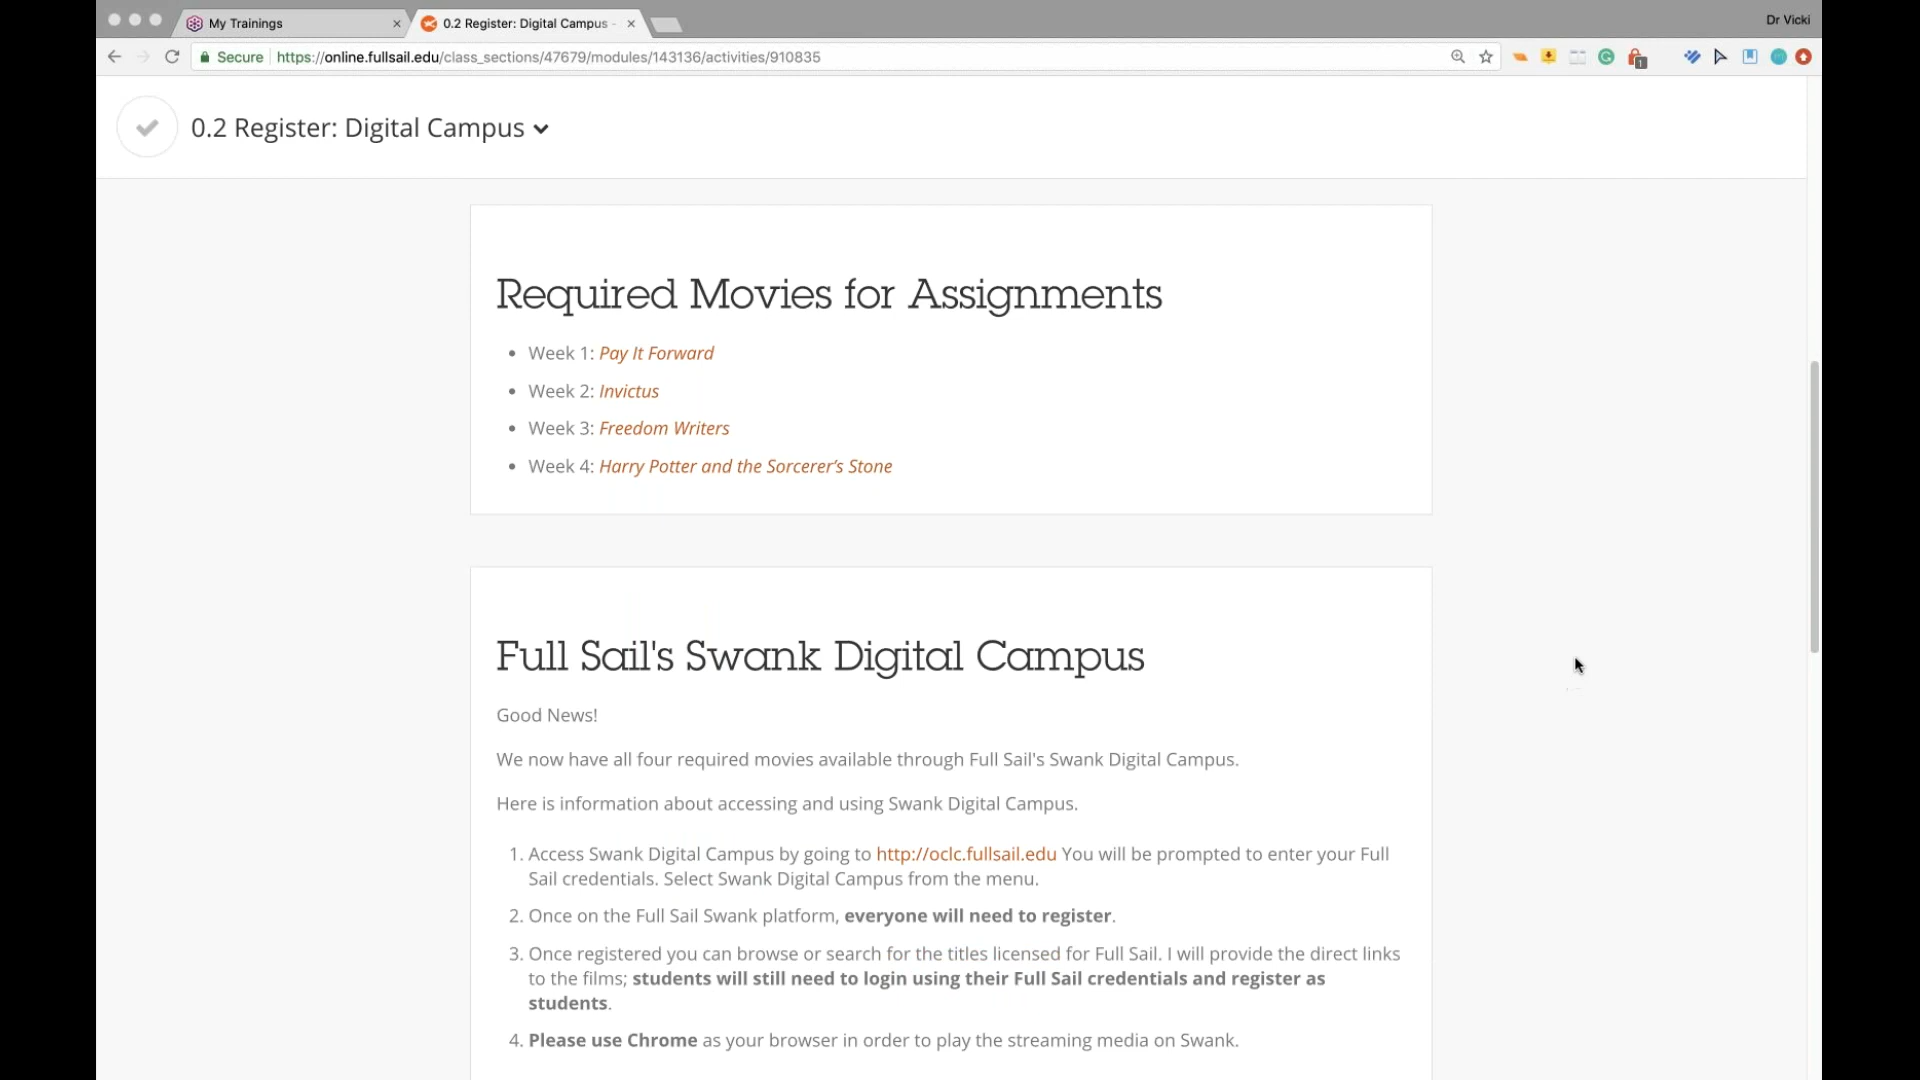 Dr Vicki
My Trainings
0.2 Register: Digital Campus -
Secure
https://online.fullsail.edu/class_sections/47679/modules/143136/activities/910835
1
0.2 Register: Digital Campus
Required Movies for Assignments
• Week 1: Pay It Forward
• Week 2: Invictus
• Week 3: Freedom Writers
• Week 4: Harry Potter and the Sorcerer’s Stone
Full Sail's Swank Digital Campus
Good News!
We now have all four required movies available through Full Sail's Swank Digital Campus.
Here is information about accessing and using Swank Digital Campus.
1. Access Swank Digital Campus by going to http://oclc.fullsail.edu You will be prompted to enter your Full
Sail credentials. Select Swank Digital Campus from the menu.
2. Once on the Full Sail Swank platform, everyone will need to register.
3. Once registered you can browse or search for the titles licensed for Full Sail. I will provide the direct links
to the films; students will still need to login using their Full Sail credentials and register as
students.
4. Please use Chrome as your browser in order to play the streaming media on Swank.